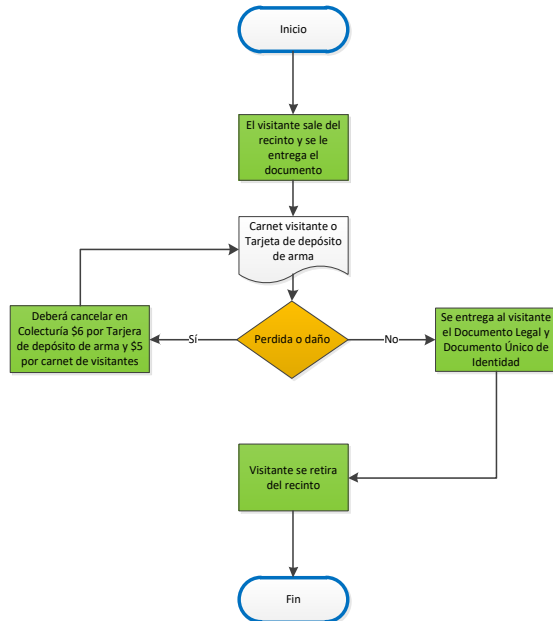 Inicio
El visitante sale del
recinto y se le
entrega el
documento
Carnet visitante o
Tarjeta de depósito
de arma
Deberá cancelar en
Colecturía $6 por Tarjera
de depósito de arma y $5
por carnet de visitantes
Sí
Perdida o daño
No
Se entrega al visitante
el Documento Legal y
Documento Único de
Identidad
Visitante se retira
del recinto
Fin